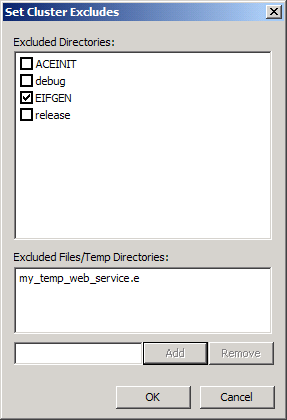 Set Cluster Excludes
Excluded Directories:
ACEINIT
debug
EIFGEN
release
Excluded Files/Temp Directories:
my_temp_web_service.e
Add Remove
OK Cancel